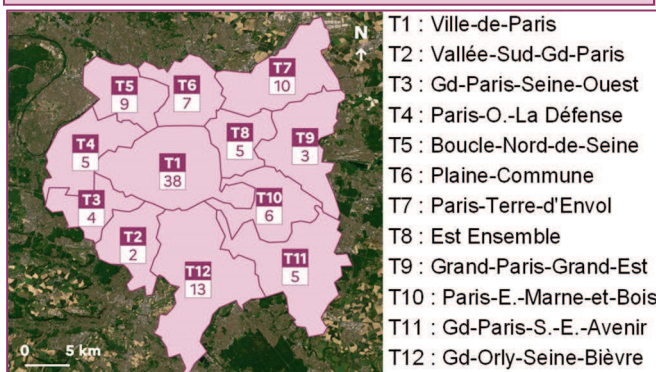 N
T5
9
T6
7
T7
10
T4
5
T1
38
T8
5
T9
3
T3
4
T10
6
T2
2
T12
13
T11
5
0 5 km
T1 : Ville-de-Paris
T2 : Vallée-Sud-Gd-Paris
T3 : Gd-Paris-Seine-Ouest
T4 : Paris-O.-La Défense
T5 : Boucle-Nord-de-Seine
T6 : Plaine-Commune
T7 : Paris-Terre-d'Envol
T8 : Est Ensemble
T9 : Grand-Paris-Grand-Est
T10 : Paris-E.-Marne-et-Bois
T11 : Gd-Paris-S.-E.-Avenir
T12 : Gd-Orly-Seine-Bièvre